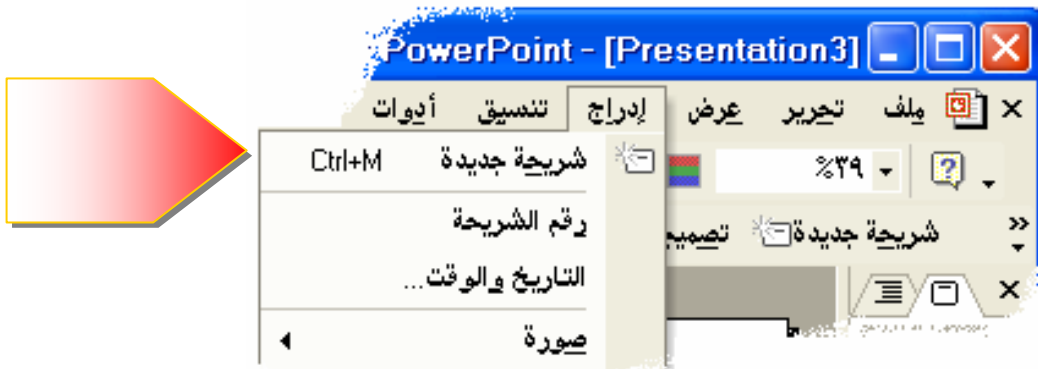 PowerPoint - [Presentation3]
ملف تحرير عرض إدراج تنسيق أدوات
%٣٩
شريحة جديدة Ctrl+M
رقم الشريحة
شريحة جديدة
التاريخ والوقت...
صورة